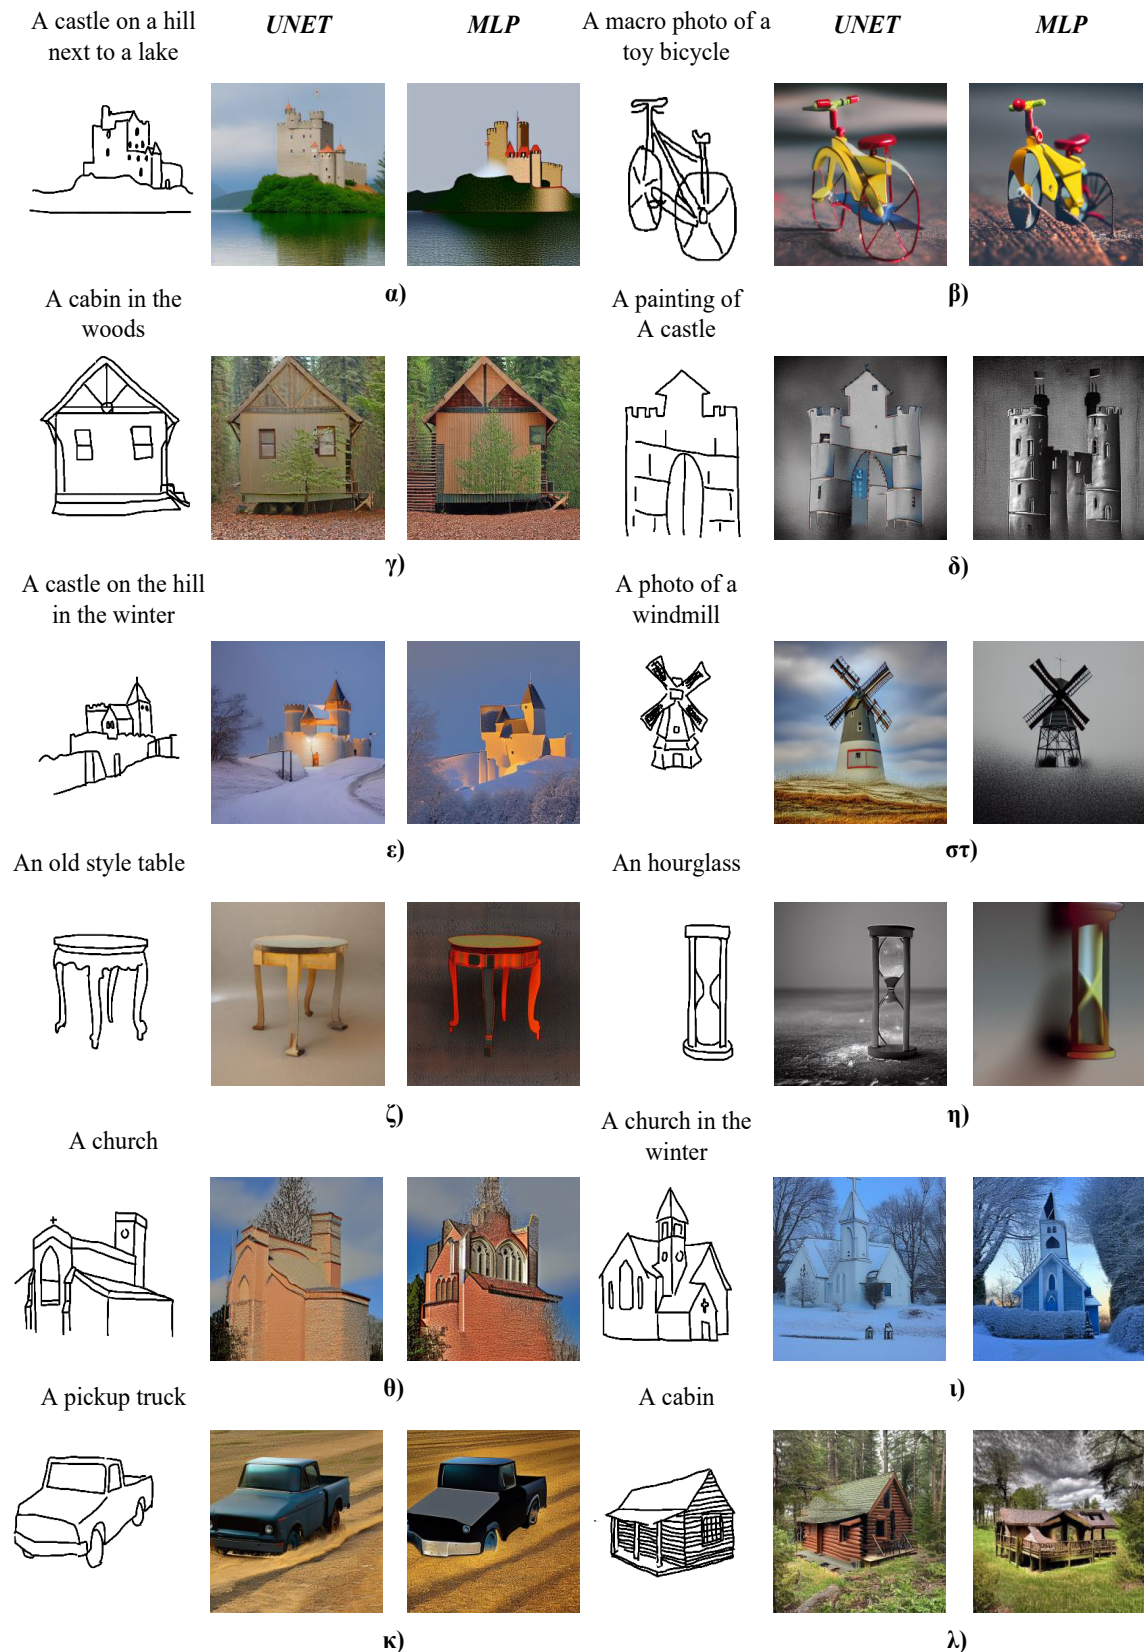 A castle on a hill
next to a lake
UNET
MLP
A macro photo of a
toy bicycle
UNET
MLP
α)
β)
A cabin in the
woods
A painting of
A castle
γ)
δ)
A castle on the hill
in the winter
A photo of a
windmill
ε)
στ)
An old style table
An hourglass
ζ)
η)
A church
A church in the
winter
θ)
ι)
A pickup truck
A cabin
κ)
λ)